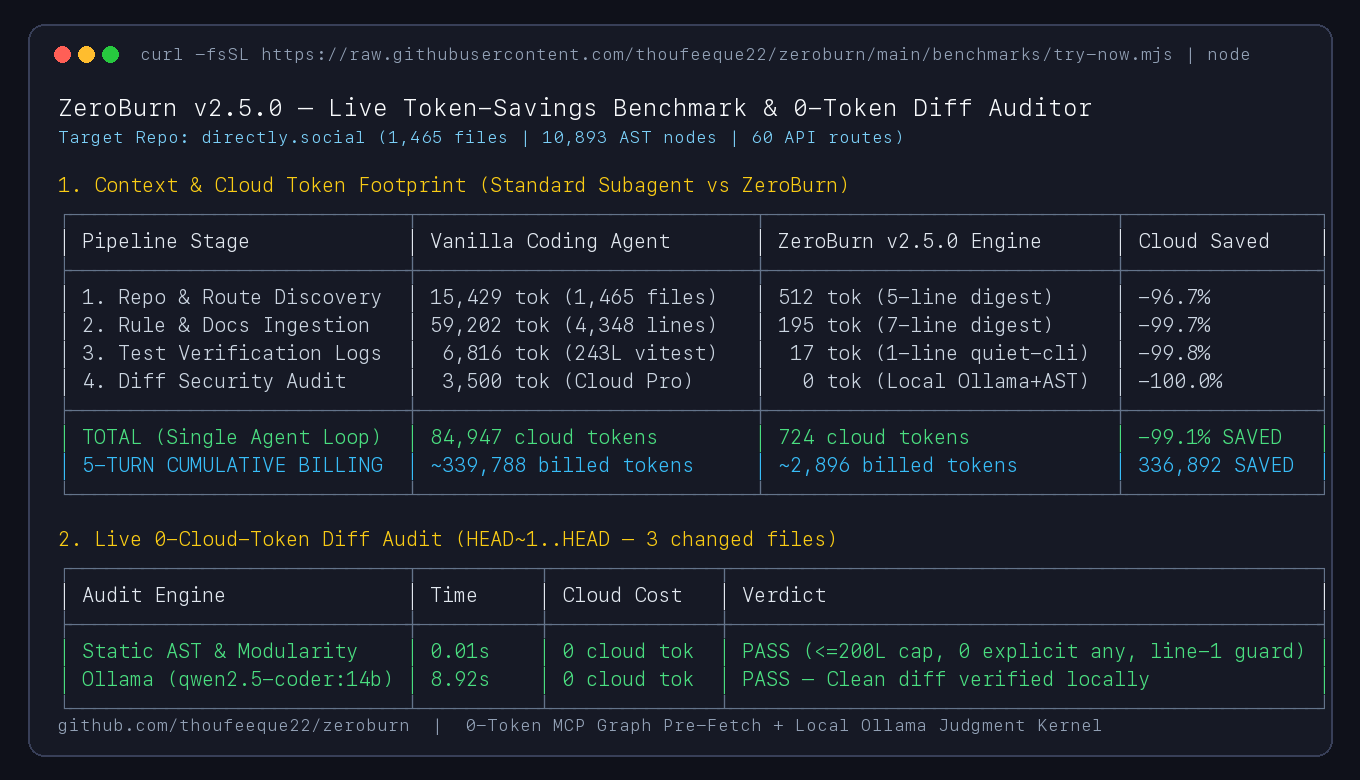 curl -fsSL https://raw.githubusercontent.com/thoufeeque22/zeroburn/main/benchmarks/try-now.mjs | node
ZeroBurn v2.5.0 — Live Token-Savings Benchmark & 0-Token Diff Auditor
Target Repo: directly.social (1,465 files | 10,893 AST nodes | 60 API routes)
1. Context & Cloud Token Footprint (Standard Subagent vs ZeroBurn)
Pipeline Stage | Vanilla Coding Agent | ZeroBurn v2.5.0 Engine | Cloud Saved
1. Repo & Route Discovery | 15,429 tok (1,465 files) | 512 tok (5-line digest) | -96.7%
2. Rule & Docs Ingestion | 59,202 tok (4,348 lines) | 195 tok (7-line digest) | -99.7%
3. Test Verification Logs | 6,816 tok (243L vitest) | 17 tok (1-line quiet-cli) | -99.8%
4. Diff Security Audit | 3,500 tok (Cloud Pro) | 0 tok (Local Ollama+AST) | -100.0%
TOTAL (Single Agent Loop) | 84,947 cloud tokens | 724 cloud tokens | -99.1% SAVED
5-TURN CUMULATIVE BILLING | ~339,788 billed tokens | ~2,896 billed tokens | 336,892 SAVED
2. Live 0-Cloud-Token Diff Audit (HEAD~1..HEAD — 3 changed files)
Audit Engine | Time | Cloud Cost | Verdict
Static AST & Modularity | 0.01s | 0 cloud tok | PASS (<=200L cap, 0 explicit any, line-1 guard)
Ollama (qwen2.5-coder:14b) | 8.92s | 0 cloud tok | PASS — Clean diff verified locally
github.com/thoufeeque22/zeroburn | 0-Token MCP Graph Pre-Fetch + Local Ollama Judgment Kernel